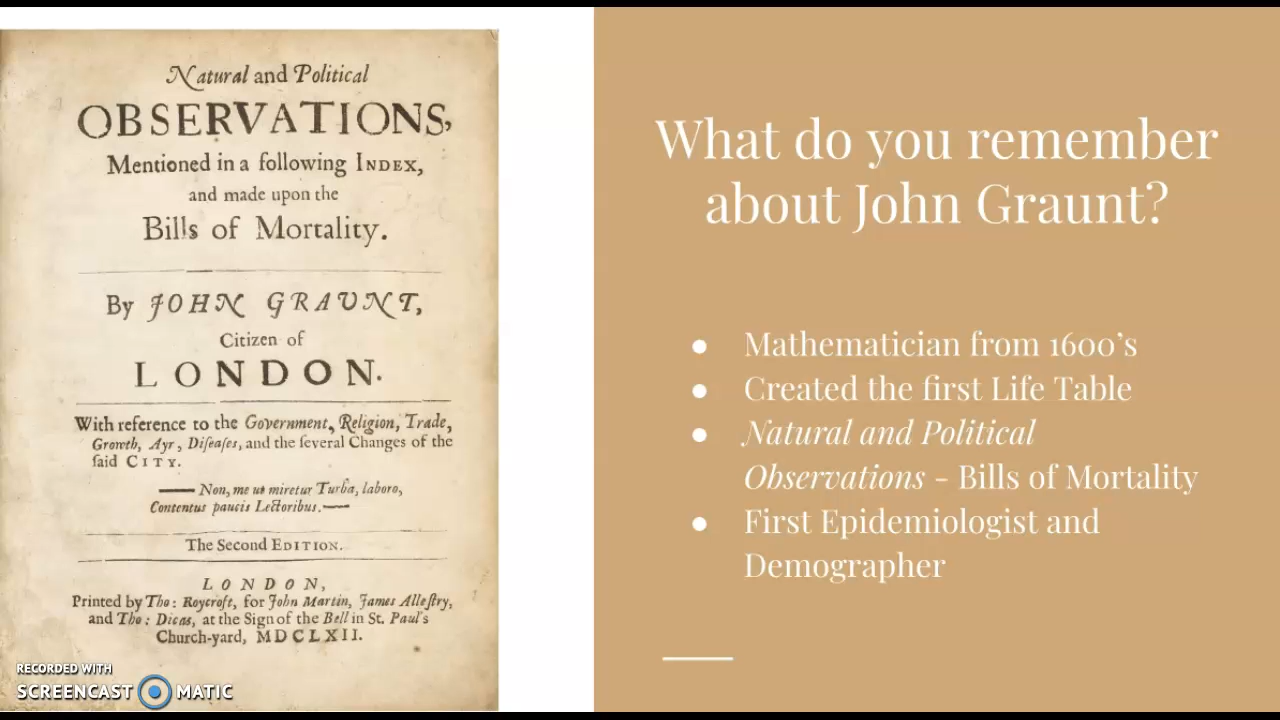 Natural and Political
OBSERVATIONS,
Mentioned in a following INDEX,
and made upon the
Bills of Mortality.
By JOHN GRAUNT,
Citizen of
LONDON.
With reference to the Government, Religion, Trade,
Growth, Ayr, Diſeaſes, and the ſeveral Changes of the
ſaid CITY.
—— Non, me ut miretur Turba, laboro,
Contentus paucis Lectoribus.——
The Second EDITION.
LONDON,
Printed by Tho: Roycroft, for John Martin, James Alleſtry,
and Tho: Dicas, at the Sign of the Bell in St. Paul's
Church-yard, MDCLXII.
RECORDED WITH
SCREENCAST MATIC
What do you remember
about John Graunt?
● Mathematician from 1600's
● Created the first Life Table
● Natural and Political
Observations - Bills of Mortality
● First Epidemiologist and
Demographer